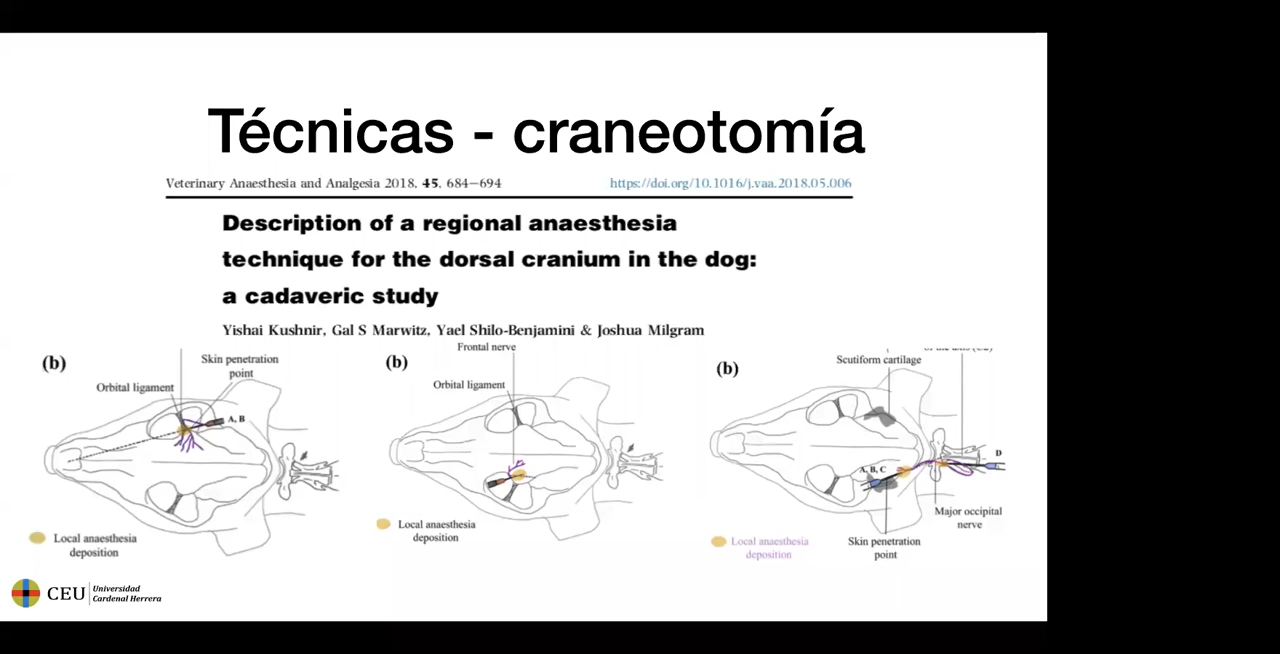 Técnicas - craneotomía
Veterinary Anaesthesia and Analgesia 2018, 45, 684–694
https://doi.org/10.1016/j.vaa.2018.05.006
Description of a regional anaesthesia
technique for the dorsal cranium in the dog:
a cadaveric study
Yishai Kushnir, Gal S Marwitz, Yael Shilo-Benjamini & Joshua Milgram
(b)
Skin penetration
point
Orbital ligament
A, B
Local anaesthesia
deposition
(b)
Frontal nerve
Orbital ligament
Local anaesthesia
deposition
(b)
Scutiform cartilage
A, B, C
D
Major occipital
nerve
Local anaesthesia
deposition
Skin penetration
point
CEU
Universidad
Cardenal Herrera